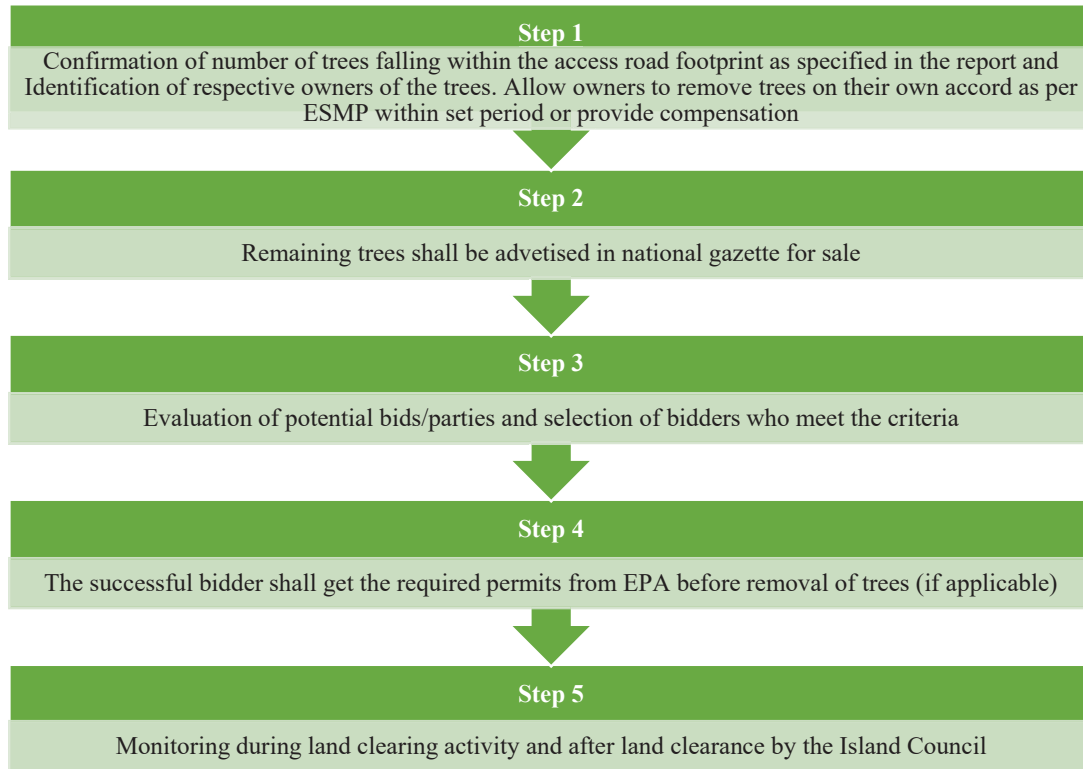 Step 1
Confirmation of number of trees falling within the access road footprint as specified in the report and
Identification of respective owners of the trees. Allow owners to remove trees on their own accord as per
ESMP within set period or provide compensation
Step 2
Remaining trees shall be advetised in national gazette for sale
Step 3
Evaluation of potential bids/parties and selection of bidders who meet the criteria
Step 4
The successful bidder shall get the required permits from EPA before removal of trees (if applicable)
Step 5
Monitoring during land clearing activity and after land clearance by the Island Council